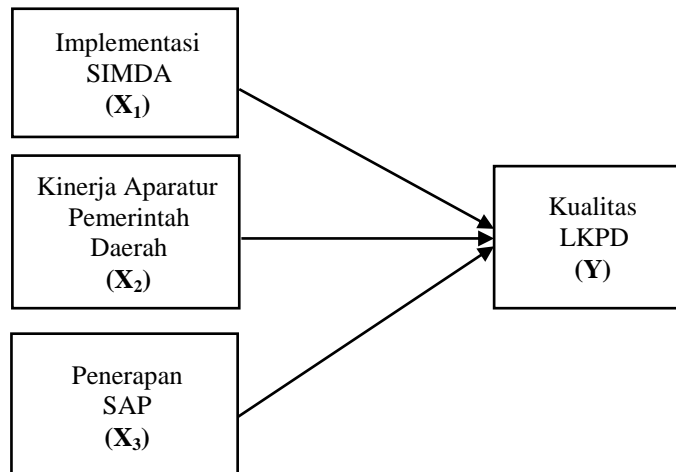 Implementasi
SIMDA
(X₁)
Kinerja Aparatur
Pemerintah
Daerah
(X₂)
Penerapan
SAP
(X₃)
Kualitas
LKPD
(Y)